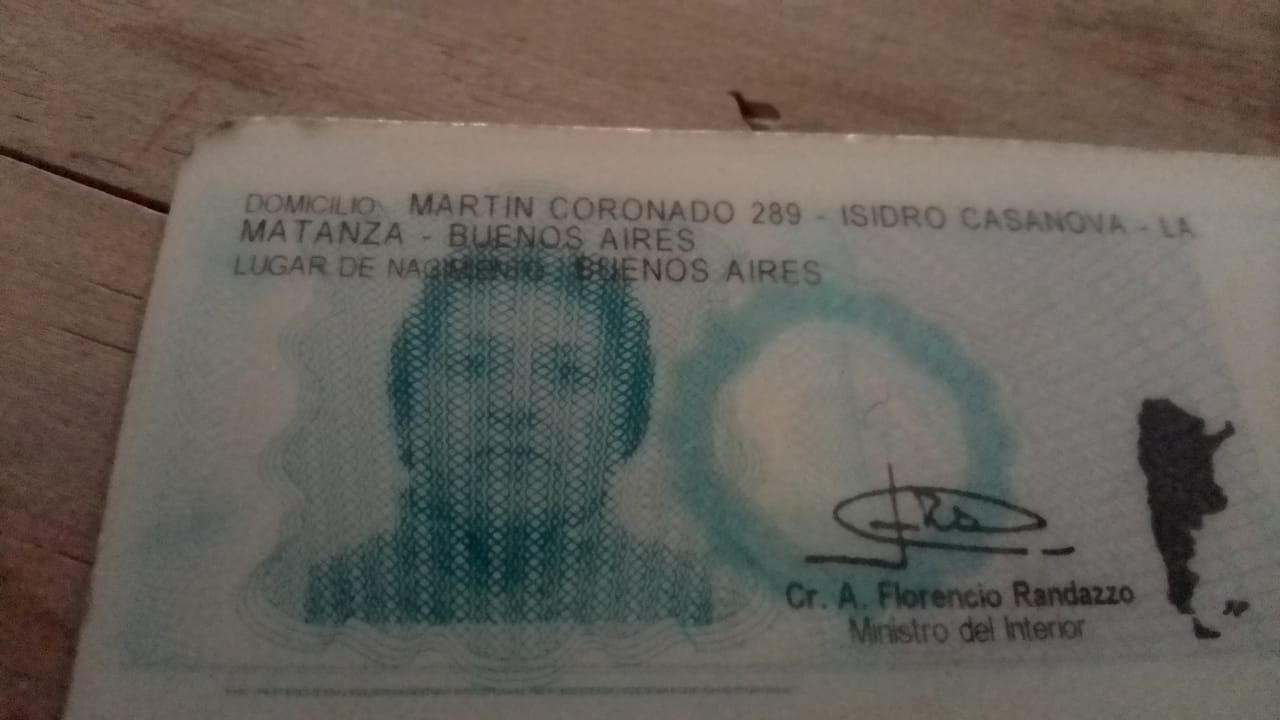 DOMICILIO: MARTIN CORONADO 289 - ISIDRO CASANOVA - LA
MATANZA - BUENOS AIRES
LUGAR DE NACIMIENTO: BUENOS AIRES
Cr. A. Florencio Randazzo
Ministro del Interior